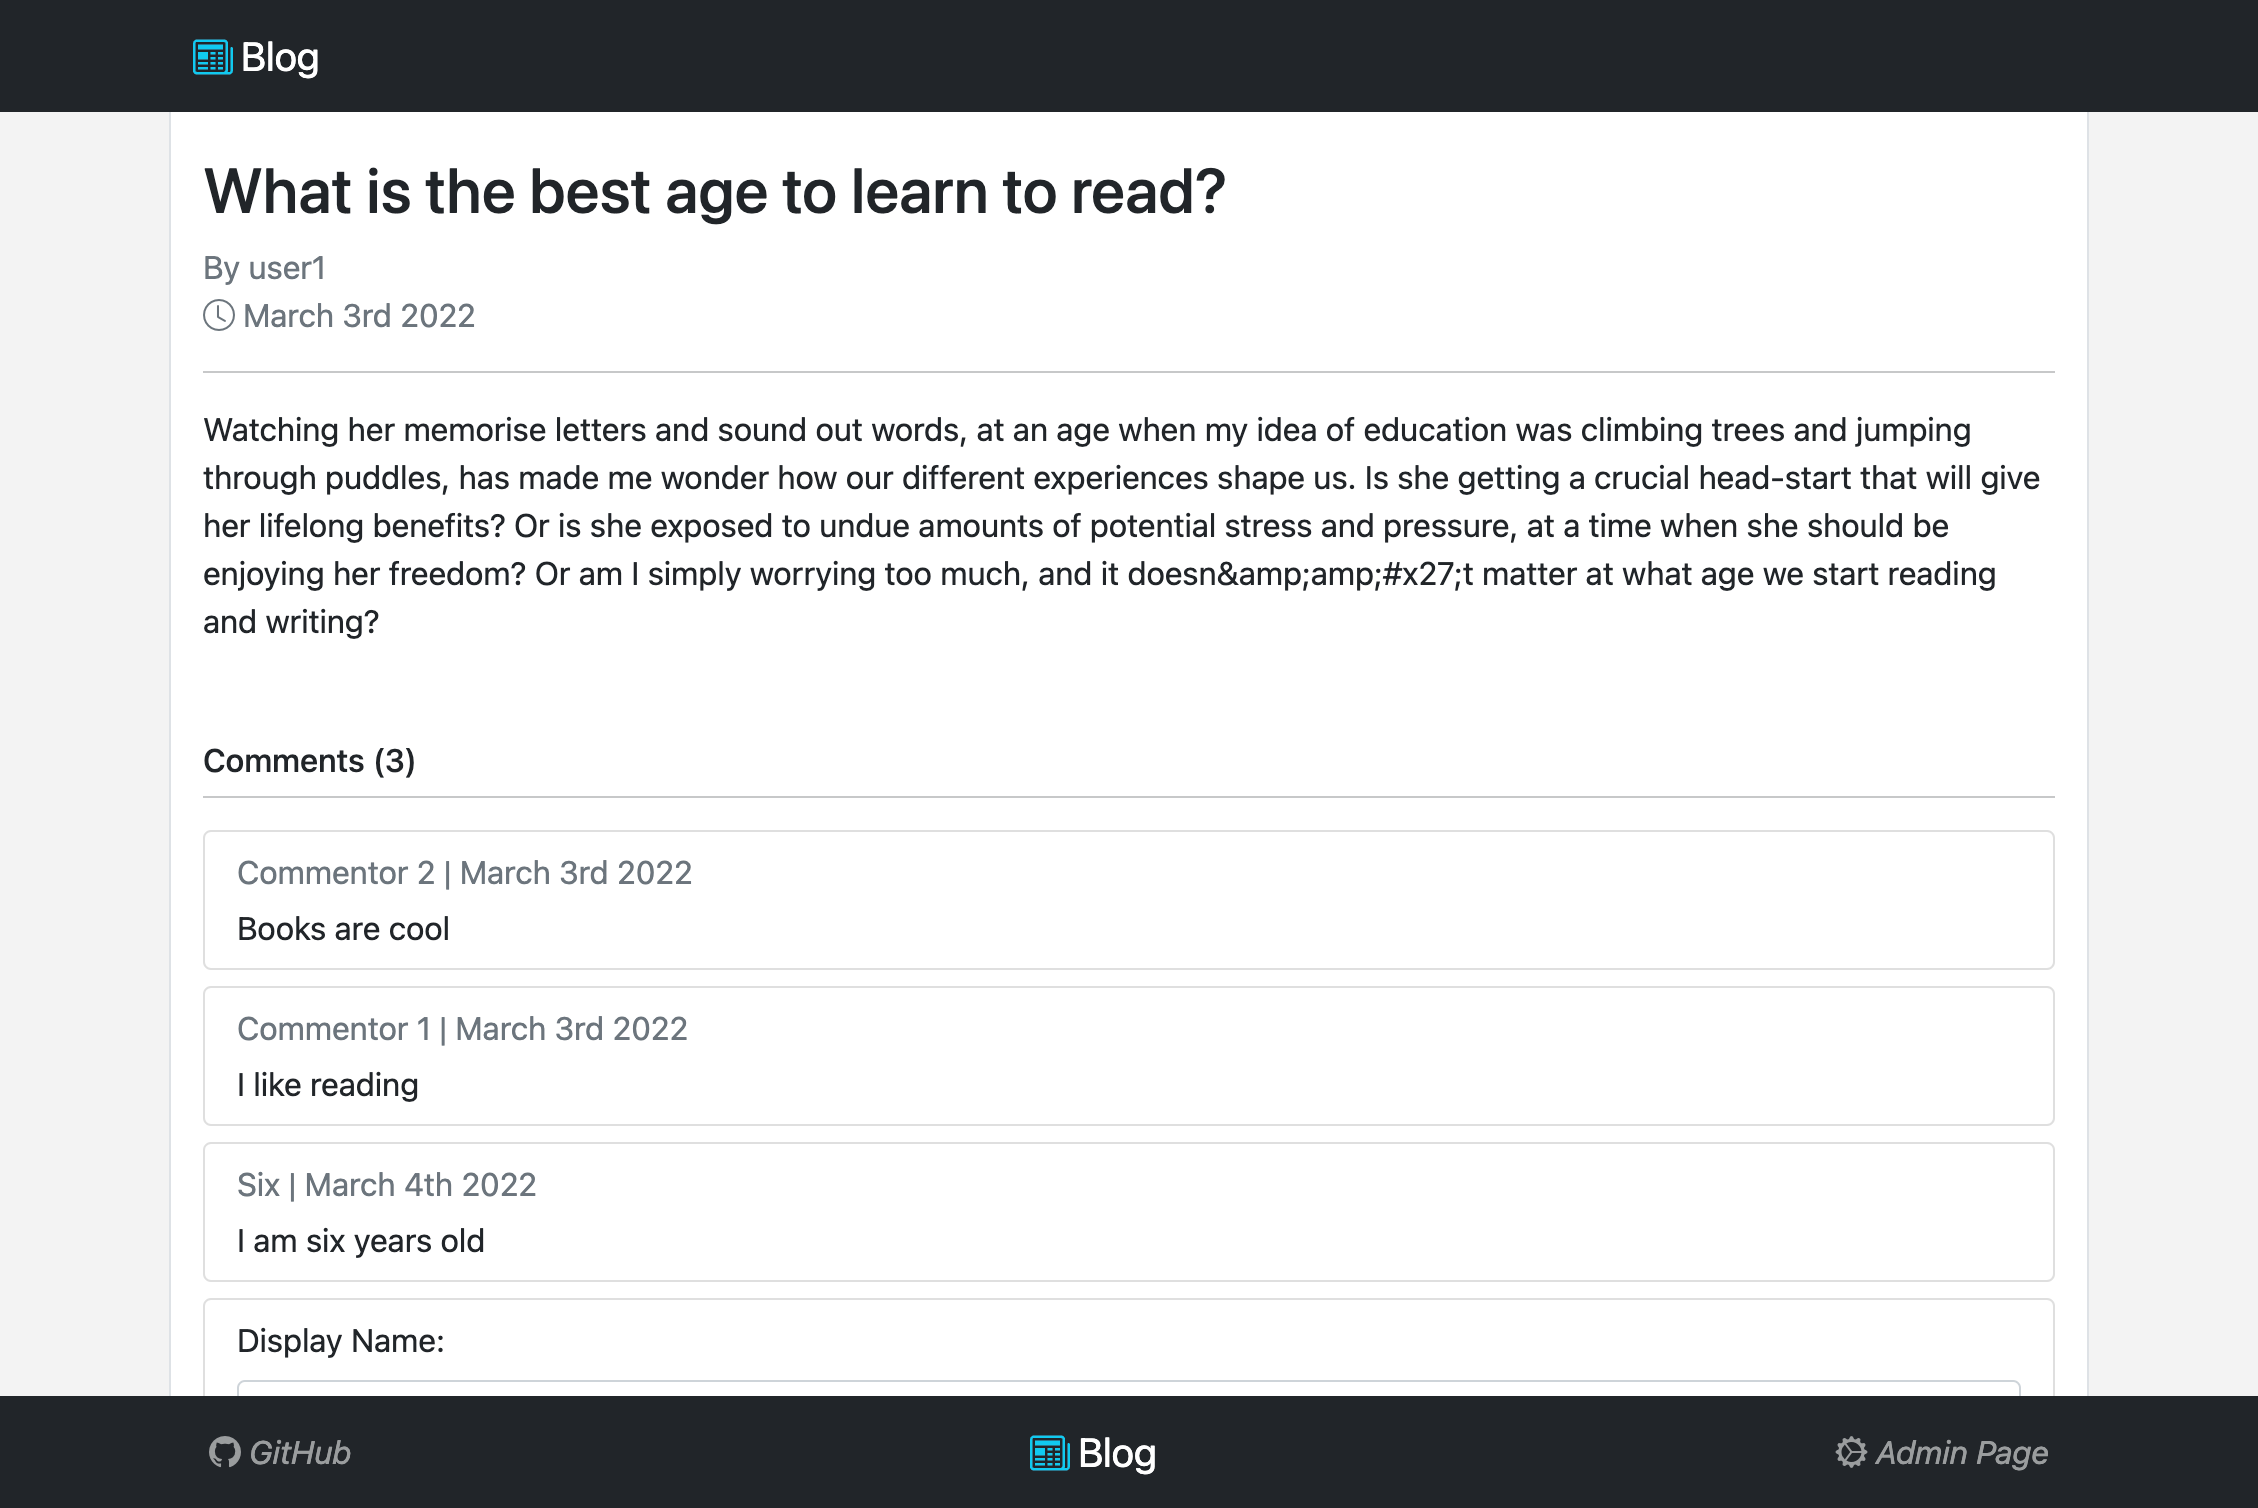 Blog
What is the best age to learn to read?
By user1
March 3rd 2022
Watching her memorise letters and sound out words, at an age when my idea of education was climbing trees and jumping
through puddles, has made me wonder how our different experiences shape us. Is she getting a crucial head-start that will give
her lifelong benefits? Or is she exposed to undue amounts of potential stress and pressure, at a time when she should be
enjoying her freedom? Or am I simply worrying too much, and it doesn&amp;amp;#x27;t matter at what age we start reading
and writing?
Comments (3)
Commentor 2 | March 3rd 2022
Books are cool
Commentor 1 | March 3rd 2022
I like reading
Six | March 4th 2022
I am six years old
Display Name:
GitHub
Blog
Admin Page